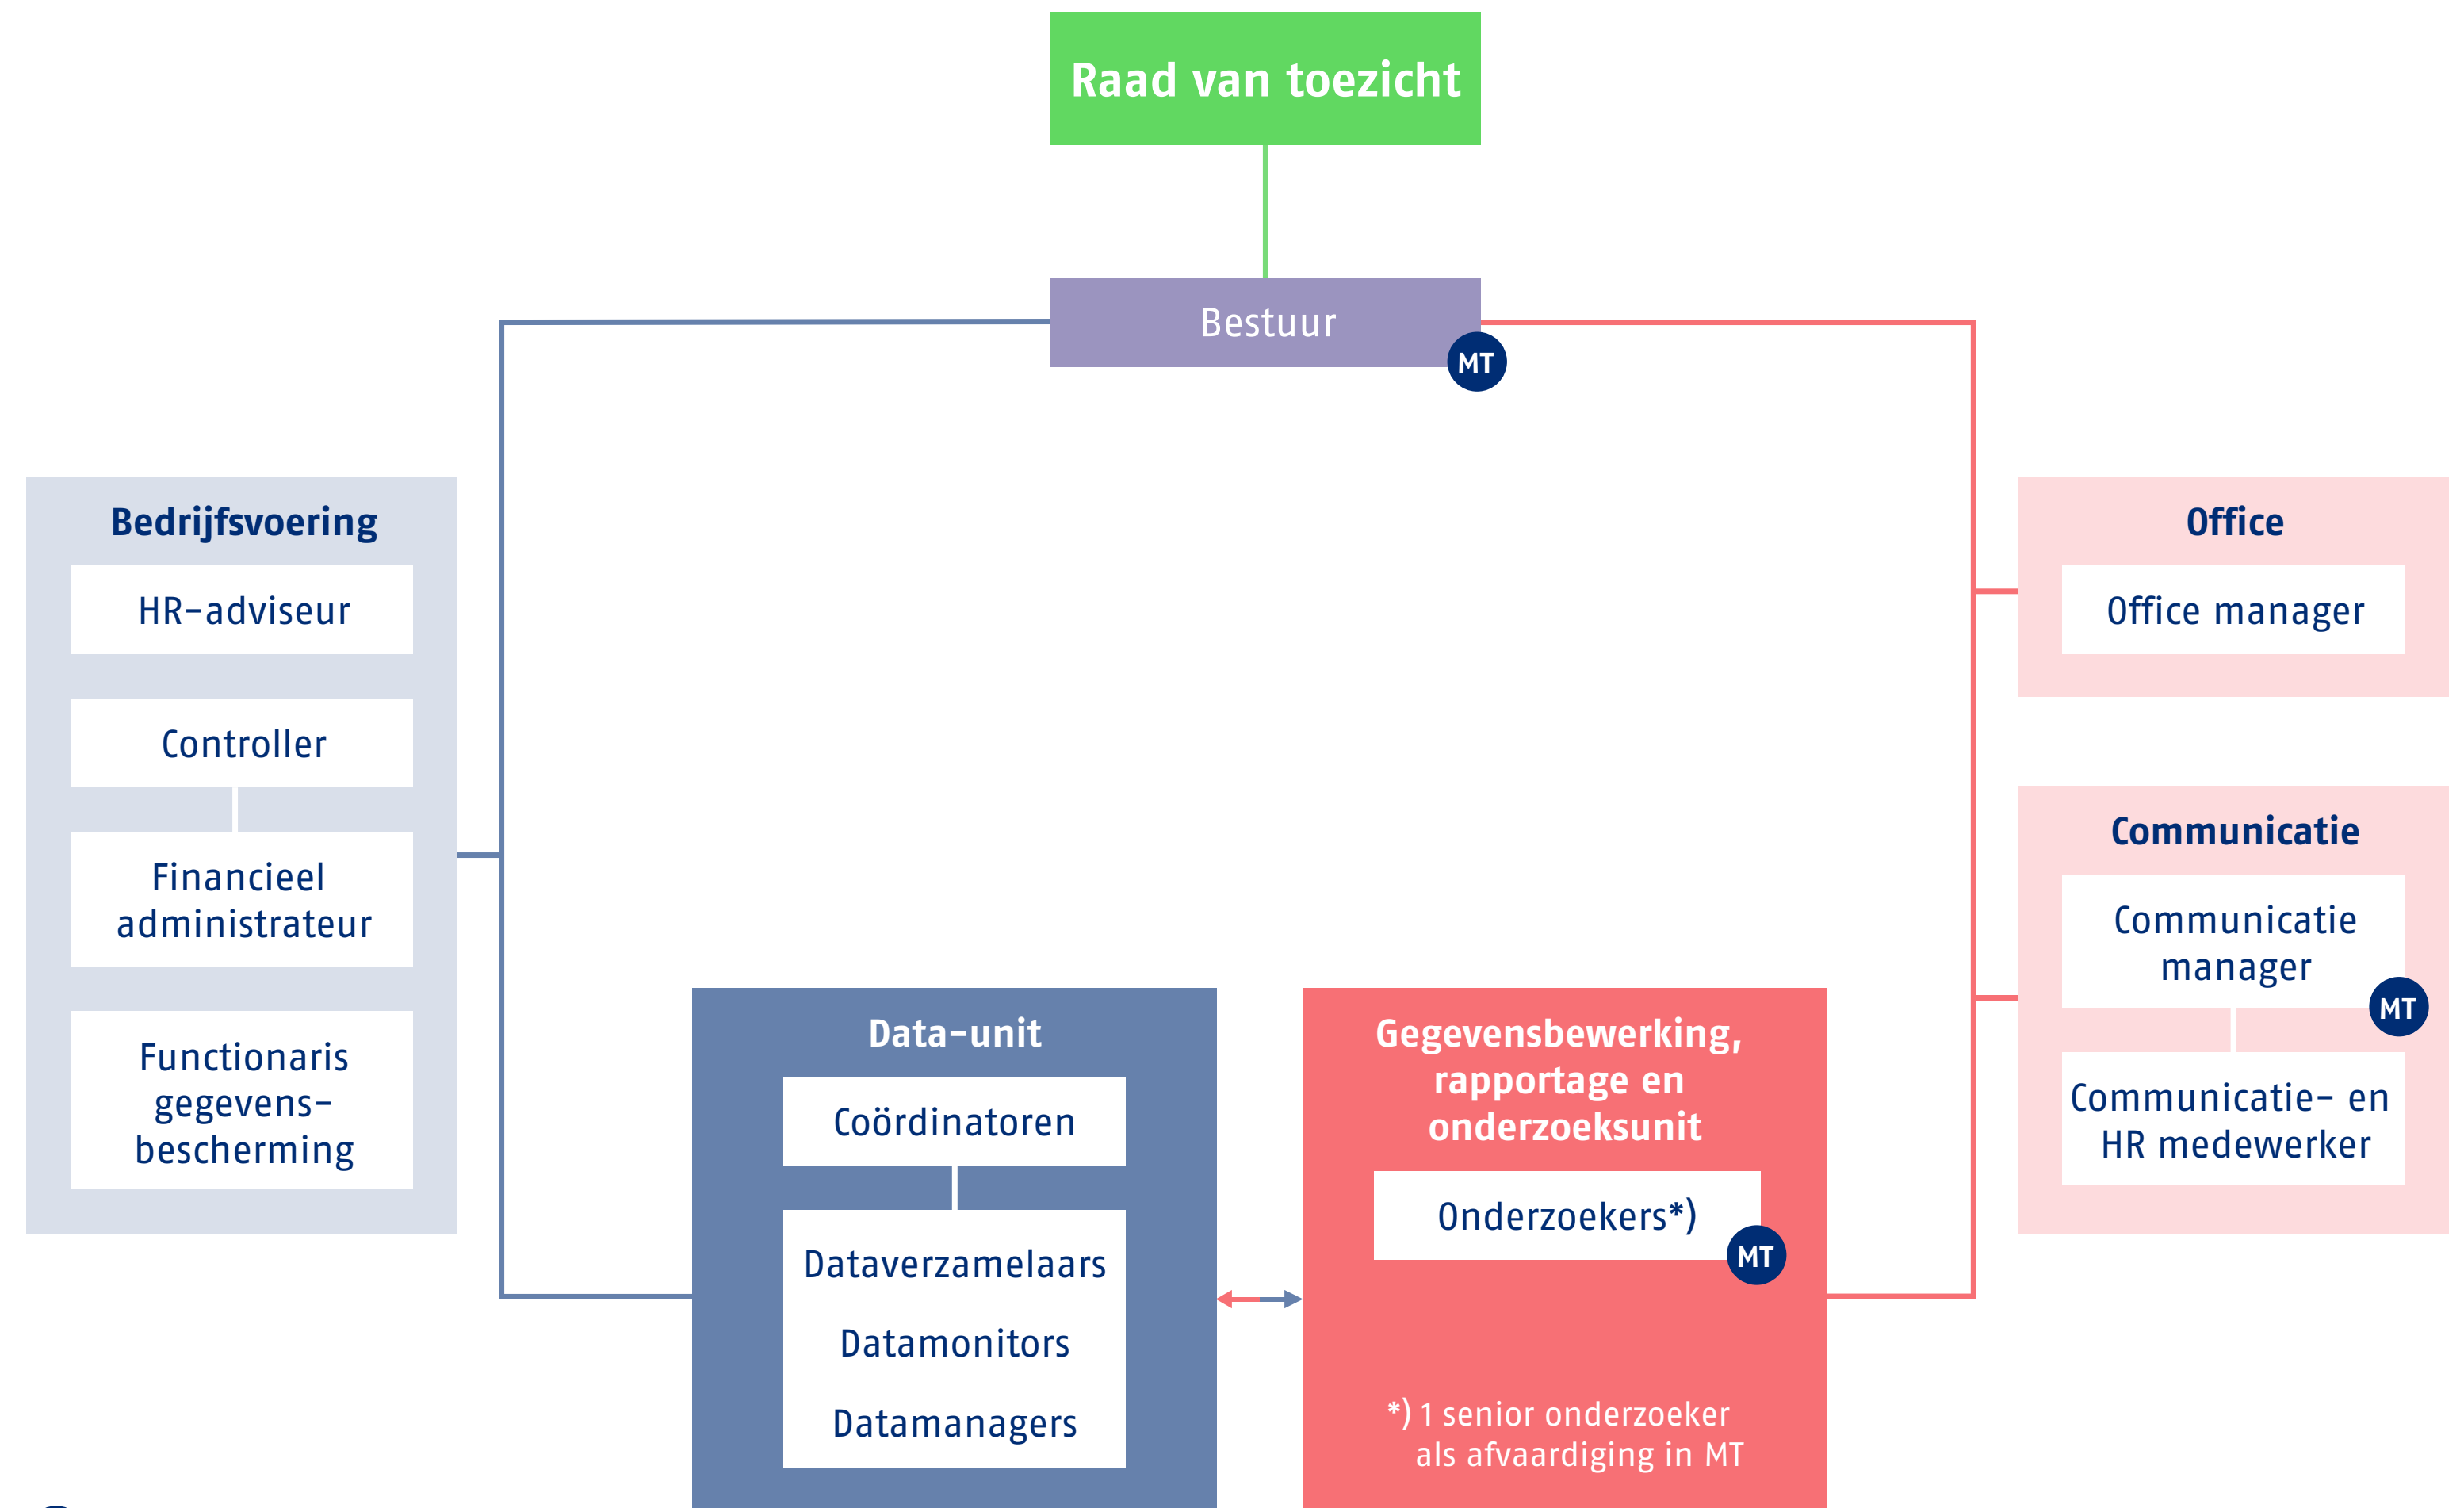 Raad van toezicht
Bestuur
MT
Bedrijfsvoering
HR-adviseur
Controller
Financieel
administrateur
Functionaris
gegevens-
bescherming
Office
Office manager
Communicatie
Communicatie
manager
MT
Communicatie- en
HR medewerker
Data-unit
Coördinatoren
Dataverzamelaars
Datamonitors
Datamanagers
Gegevensbewerking,
rapportage en
onderzoeksunit
Onderzoekers*)
MT
*) 1 senior onderzoeker
als afvaardiging in MT